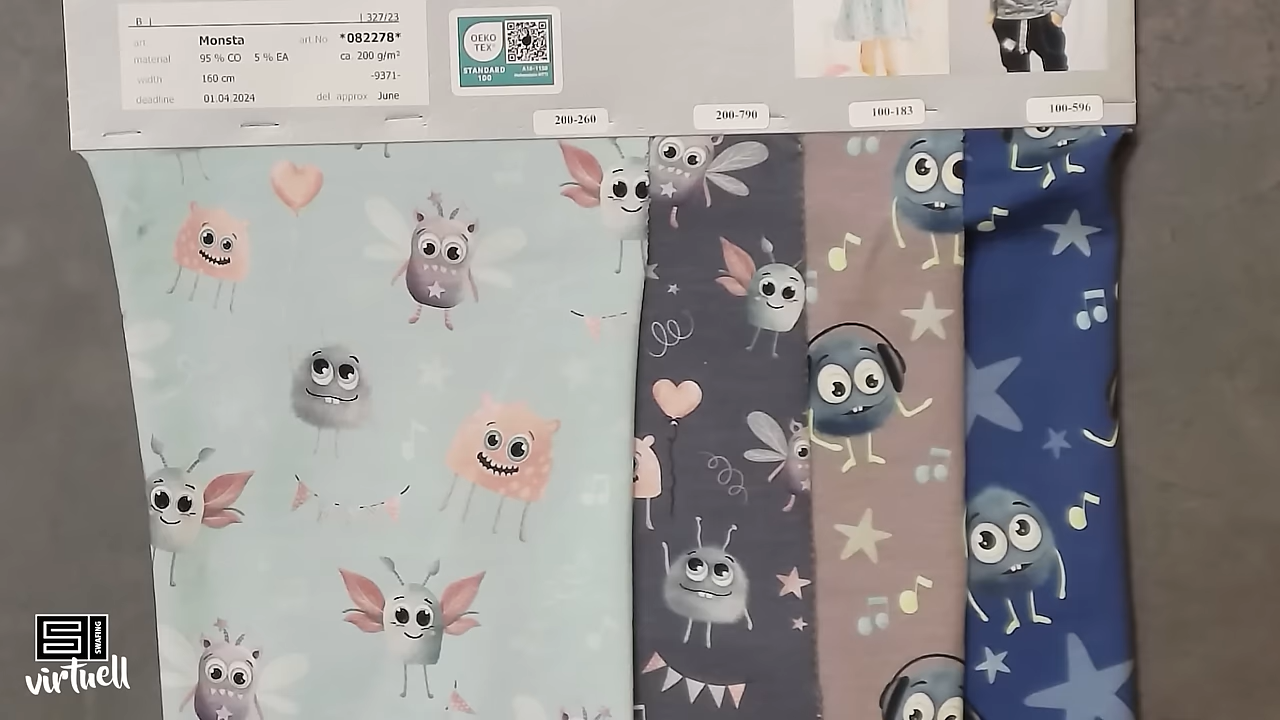 B | | 327/23
art. Monsta art.No *082278*
material 95 % CO 5 % EA ca. 200 g/m²
width 160 cm -9371-
deadline 01.04.2024 del. approx. June
OEKO
TEX®
STANDARD
100
200-260
200-790
100-183
100-596
SWAFING
virtuell